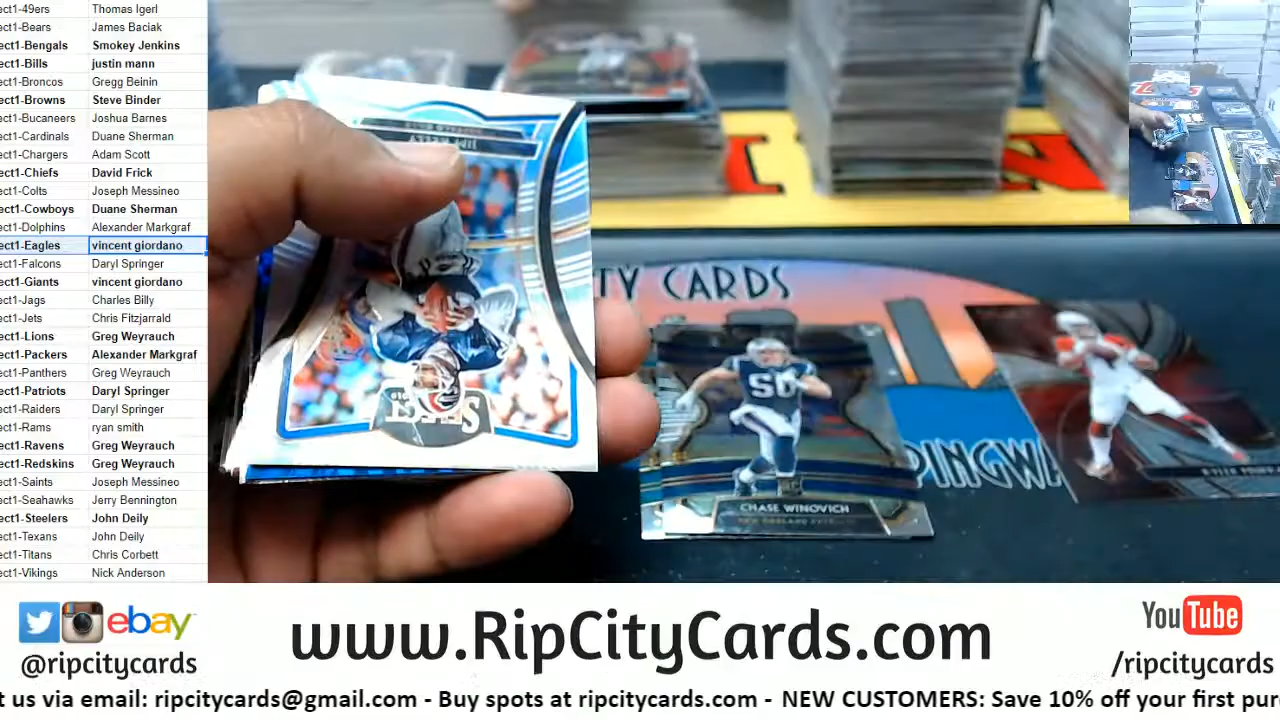 ect1-49ers Thomas Igerl
ect1-Bears James Baciak
ect1-Bengals Smokey Jenkins
ect1-Bills justin mann
ect1-Broncos Gregg Beinin
ect1-Browns Steve Binder
ect1-Bucaneers Joshua Barnes
ect1-Cardinals Duane Sherman
ect1-Chargers Adam Scott
ect1-Chiefs David Frick
ect1-Colts Joseph Messineo
ect1-Cowboys Duane Sherman
ect1-Dolphins Alexander Markgraf
ect1-Eagles vincent giordano
ect1-Falcons Daryl Springer
ect1-Giants vincent giordano
ect1-Jags Charles Billy
ect1-Jets Chris Fitzjarrald
ect1-Lions Greg Weyrauch
ect1-Packers Alexander Markgraf
ect1-Panthers Greg Weyrauch
ect1-Patriots Daryl Springer
ect1-Raiders Daryl Springer
ect1-Rams ryan smith
ect1-Ravens Greg Weyrauch
ect1-Redskins Greg Weyrauch
ect1-Saints Joseph Messineo
ect1-Seahawks Jerry Bennington
ect1-Steelers John Deily
ect1-Texans John Deily
ect1-Titans Chris Corbett
ect1-Vikings Nick Anderson
JIM KELLY
TY CARDS
PINGWA
50
CHASE WINOVICH
NEW ENGLAND
ebay
@ripcitycards
www.RipCityCards.com
YouTube
/ripcitycards
t us via email: ripcitycards@gmail.com - Buy spots at ripcitycards.com - NEW CUSTOMERS: Save 10% off your first pur